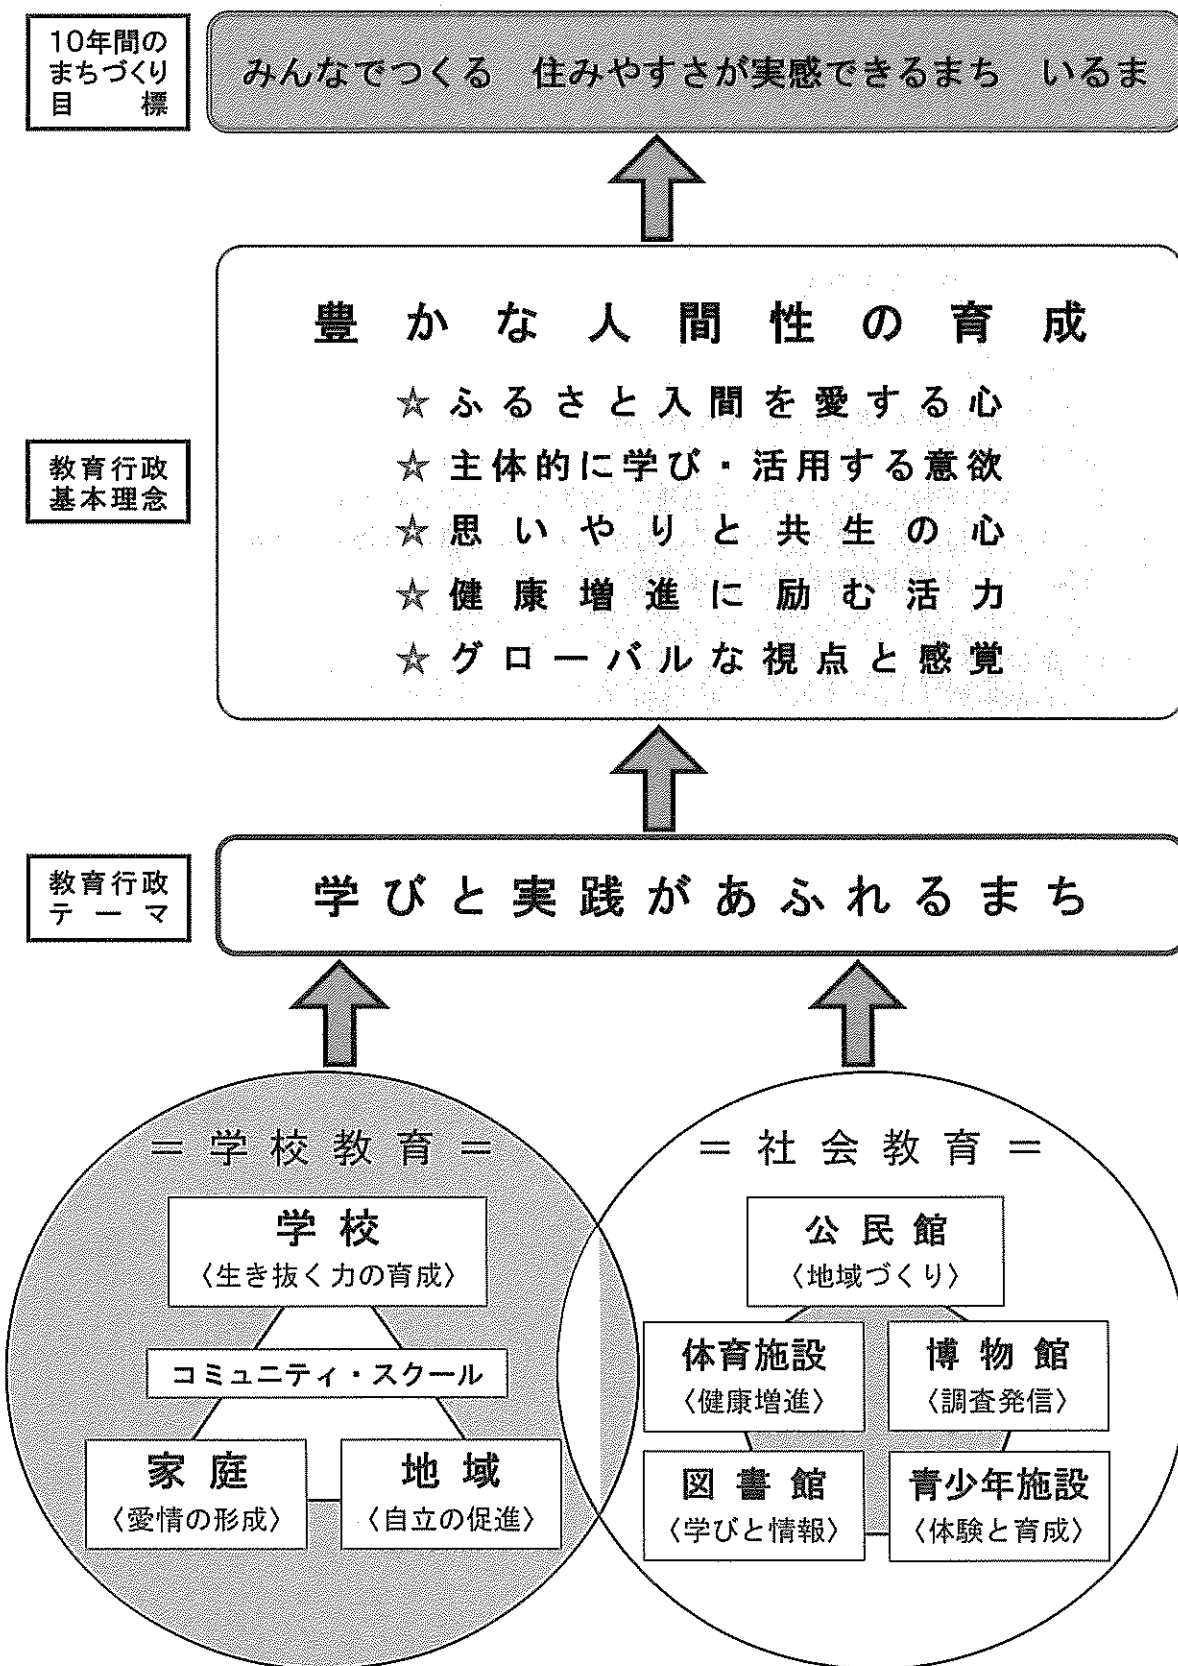 10年間の
まちづくり
目標
みんなでつくる　住みやすさが実感できるまち　いるま
豊かな人間性の育成
☆ふるさと入間を愛する心
☆主体的に学び・活用する意欲
☆思いやりと共生の心
☆健康増進に励む活力
☆グローバルな視点と感覚
教育行政
基本理念
教育行政
テーマ
学びと実践があふれるまち
＝学校教育＝
学校
〈生き抜く力の育成〉
コミュニティ・スクール
家庭
〈愛情の形成〉
地域
〈自立の促進〉
＝社会教育＝
公民館
〈地域づくり〉
体育施設
〈健康増進〉
博物館
〈調査発信〉
図書館
〈学びと情報〉
青少年施設
〈体験と育成〉